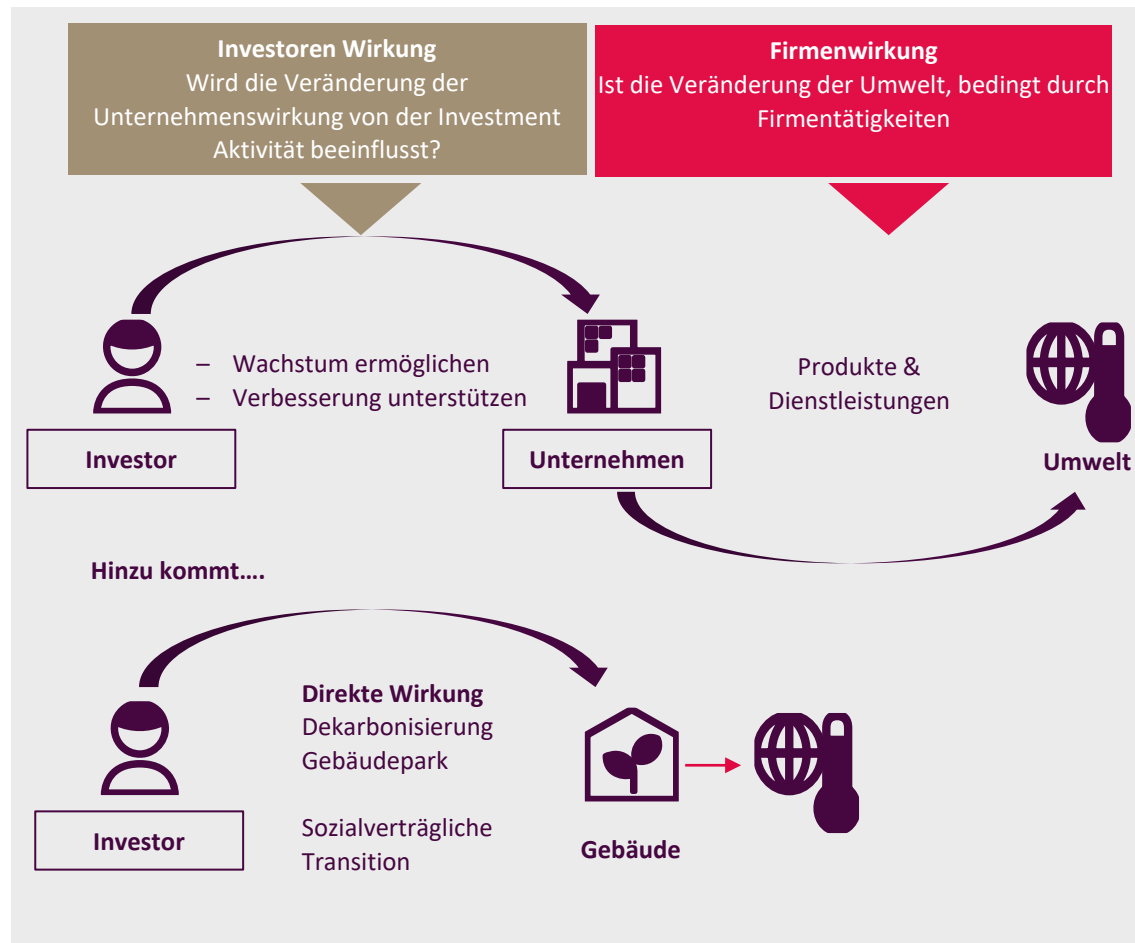 Investoren Wirkung
Wird die Veränderung der
Unternehmenswirkung von der Investment
Aktivität beeinflusst?
Firmenwirkung
Ist die Veränderung der Umwelt, bedingt durch
Firmentätigkeiten
– Wachstum ermöglichen
– Verbesserung unterstützen
Produkte &
Dienstleistungen
Investor
Unternehmen
Umwelt
Hinzu kommt....
Direkte Wirkung
Dekarbonisierung
Gebäudepark
Sozialverträgliche
Transition
Investor
Gebäude